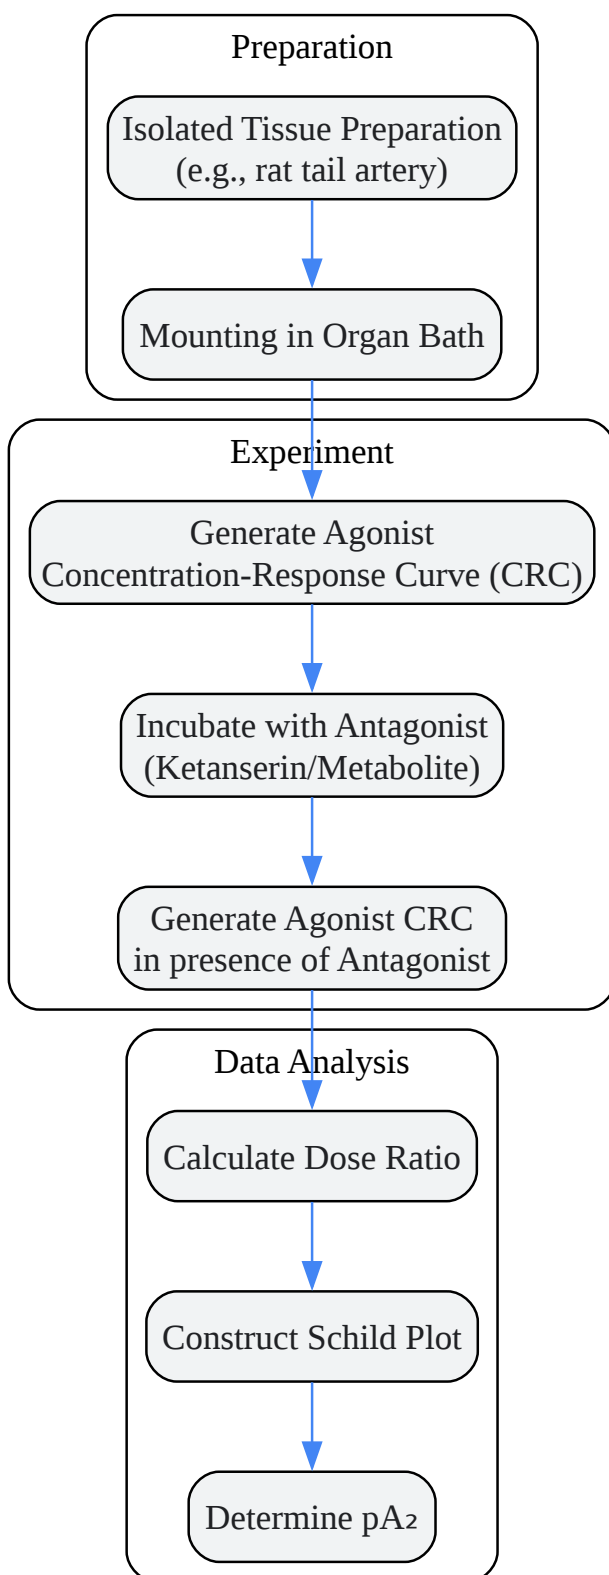 Preparation
Isolated Tissue Preparation
(e.g., rat tail artery)
Mounting in Organ Bath
Experiment
Generate Agonist
Concentration-Response Curve (CRC)
Incubate with Antagonist
(Ketanserin/Metabolite)
Generate Agonist CRC
in presence of Antagonist
Data Analysis
Calculate Dose Ratio
Construct Schild Plot
Determine pA₂